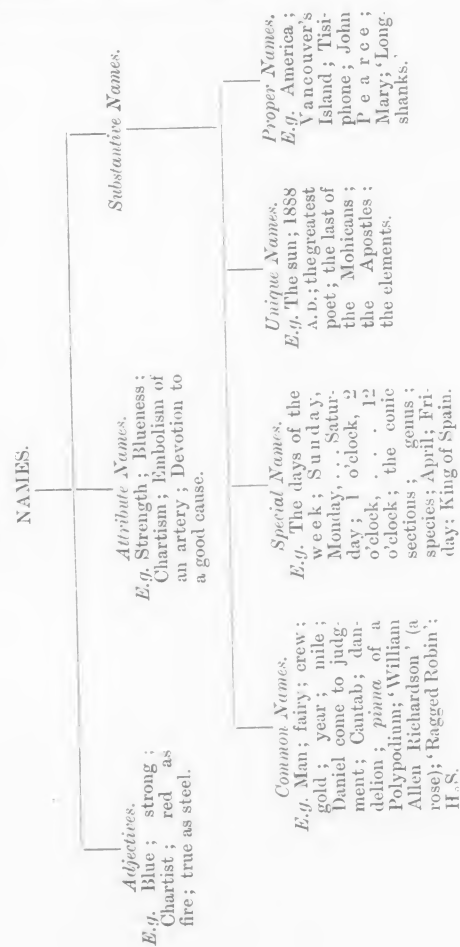 NAMES.
Adjectives.
E.g. Blue; strong;
Chartist; red as
fire; true as steel.
Attribute Names.
E.g. Strength; Blueness;
Chartism; Embolism of
an artery; Devotion to
a good cause.
Substantive Names.
Common Names.
E.g. Man; fairy; crew;
gold; year; mile;
Daniel come to judg-
ment; Cantab; dan-
delion; pinna of a
Polypodium; 'William
Allen Richardson' (a
rose); 'Ragged Robin':
H₂S.
Special Names.
E.g. The days of the
week; Sunday,
Monday, ... Satur-
day; 1 o'clock, 2
o'clock, . . . 12
o'clock; the conic
sections; genus;
species; April; Fri-
day; King of Spain.
Unique Names.
E.g. The sun; 1888
A.D.; the greatest
poet; the last of
the Mohicans;
the Apostles:
the elements.
Proper Names.
E.g. America;
Vancouver's
Island; Tisi-
phone; John
Pearce;
Mary; 'Long-
shanks.'